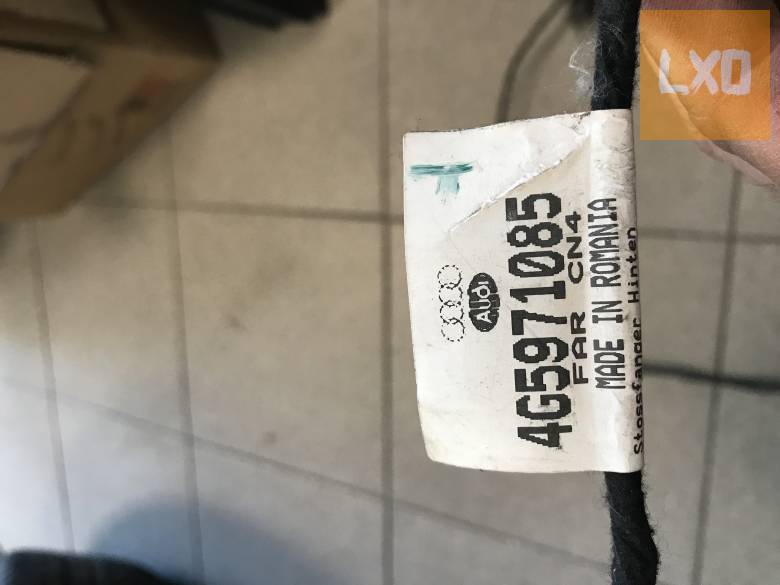 LXO
Audi
4G5971085
FAR CN4
MADE IN ROMANIA
Stossfanger Hinten